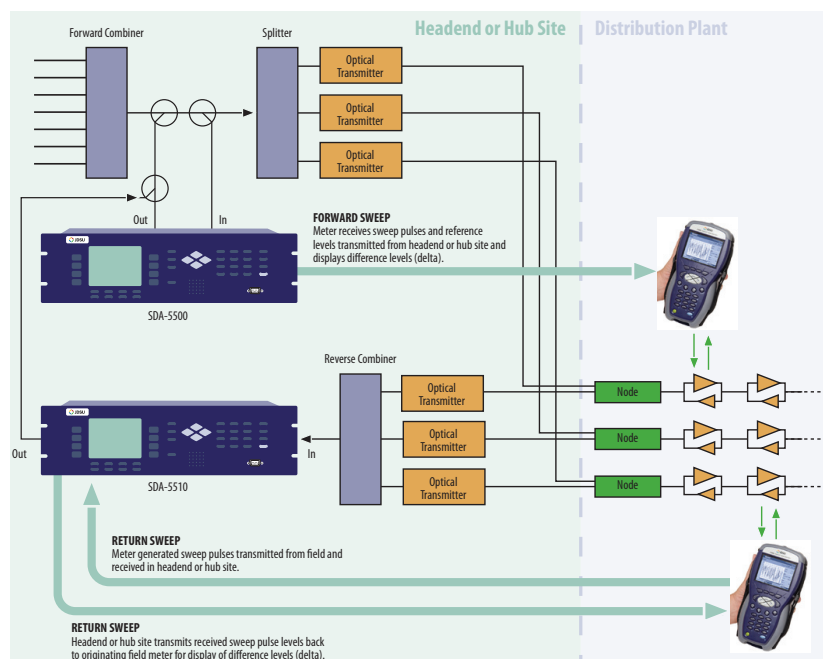 Headend or Hub Site
Distribution Plant
Forward Combiner
Splitter
Optical
Transmitter
Optical
Transmitter
Optical
Transmitter
Out
In
JDSU
SDA-5500
FORWARD SWEEP
Meter receives sweep pulses and reference
levels transmitted from headend or hub site and
displays difference levels (delta).
Reverse Combiner
Optical
Transmitter
Optical
Transmitter
Optical
Transmitter
Node
Node
Node
JDSU
Out
In
SDA-5510
RETURN SWEEP
Meter generated sweep pulses transmitted from field and
received in headend or hub site.
RETURN SWEEP
Headend or hub site transmits received sweep pulse levels back
to originating field meter for display of difference levels (delta).